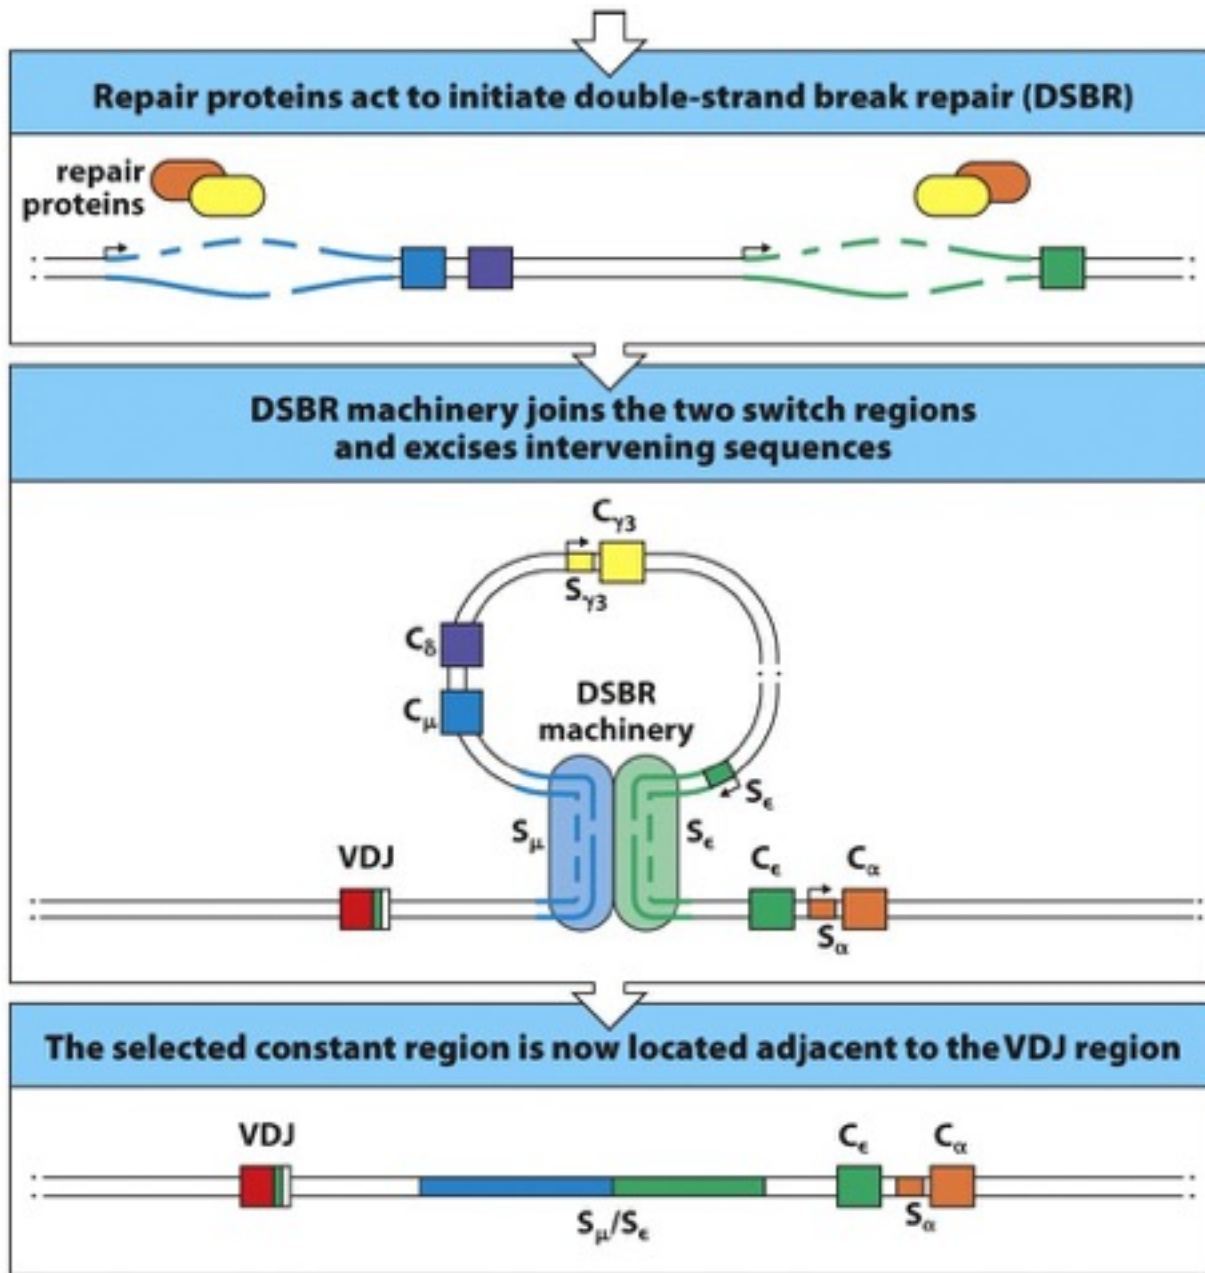 Repair proteins act to initiate double-strand break repair (DSBR)
repair
proteins
DSBR machinery joins the two switch regions
and excises intervening sequences
Cγ3
Sγ3
Cδ
Cμ
DSBR
machinery
Sϵ
Sμ
Sϵ
VDJ
Cϵ
Cα
Sα
The selected constant region is now located adjacent to the VDJ region
VDJ
Cϵ
Cα
Sμ/Sϵ
Sα